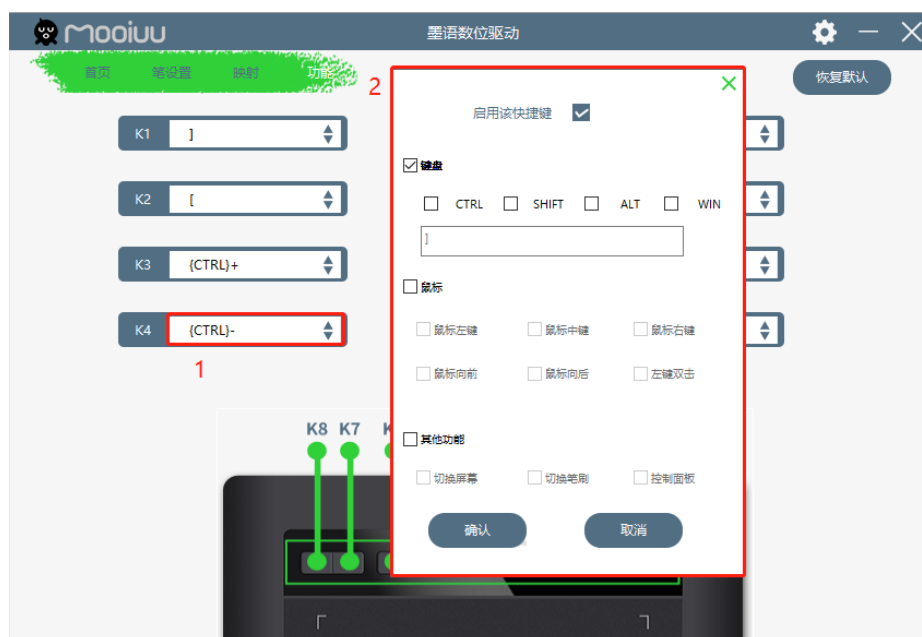 Mooiuu
墨语数位驱动
首页 笔设置 映射 功能
2
恢复默认
启用该快捷键
K1 ]
键盘
CTRL SHIFT ALT WIN
K2 [
]
K3 {CTRL}+
鼠标
K4 {CTRL}-
鼠标左键 鼠标中键 鼠标右键
1
鼠标向前 鼠标向后 左键双击
K8 K7
其他功能
切换屏幕 切换笔刷 控制面板
确认 取消